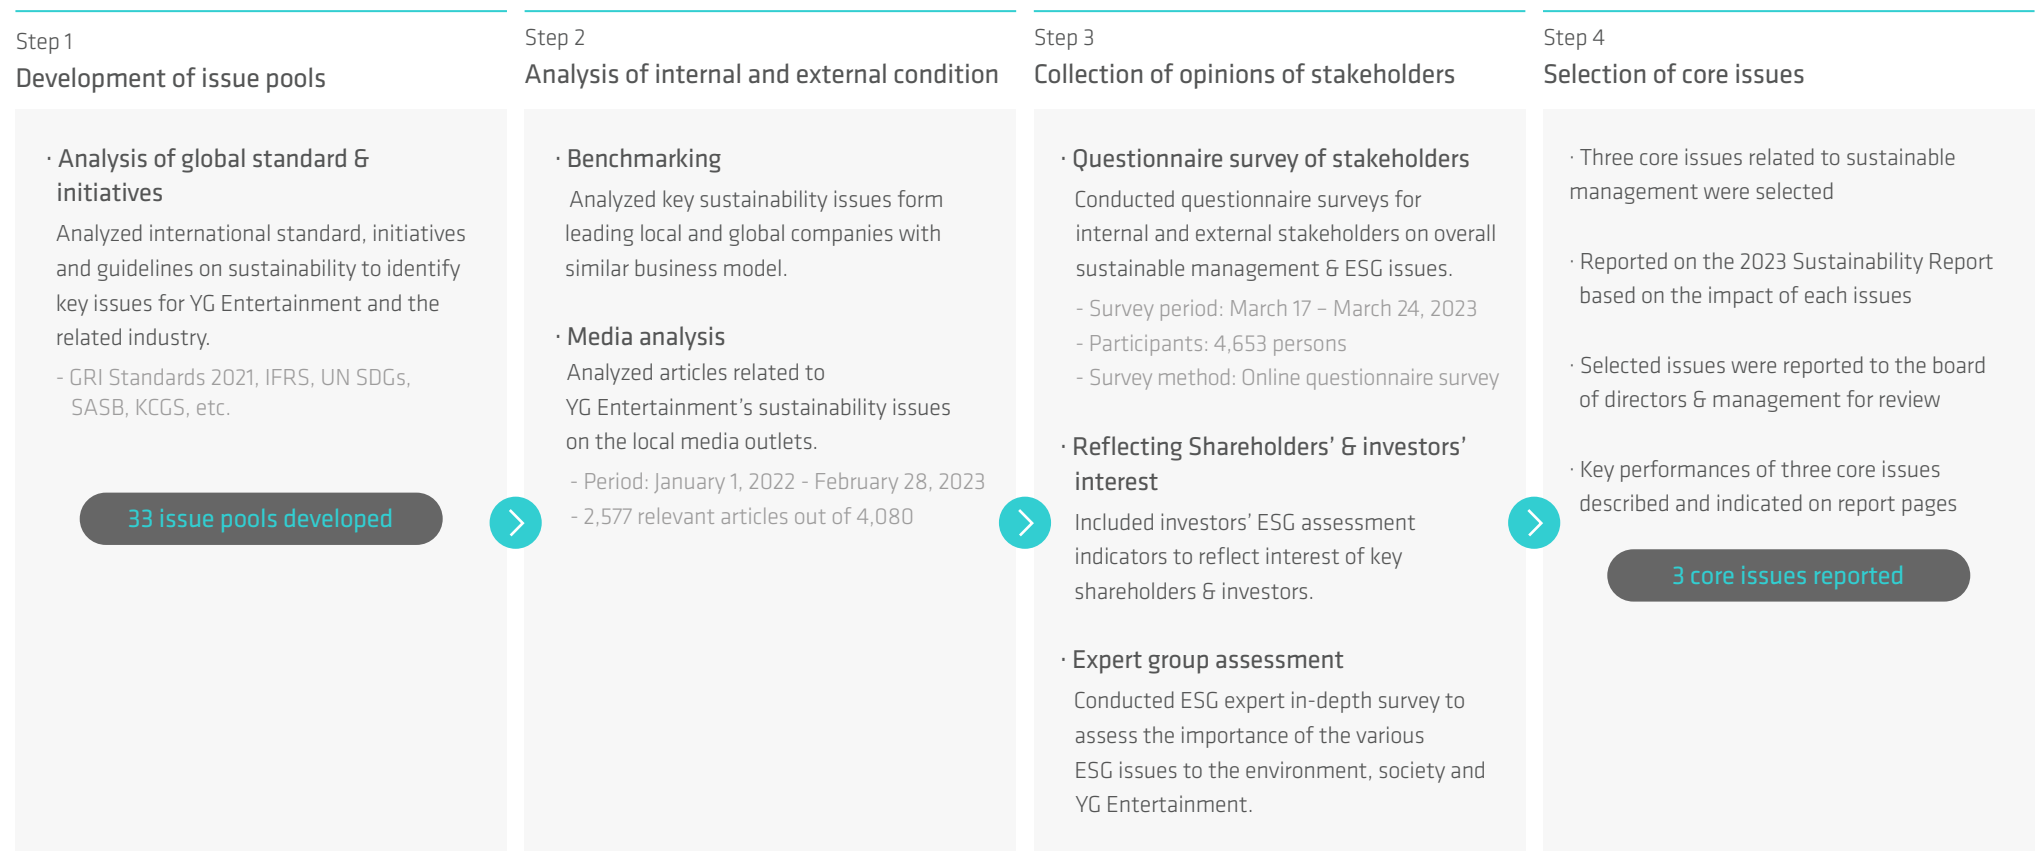 Step 1
Development of issue pools
· Analysis of global standard &
initiatives
Analyzed international standard, initiatives
and guidelines on sustainability to identify
key issues for YG Entertainment and the
related industry.
- GRI Standards 2021, IFRS, UN SDGs,
SASB, KCGS, etc.
33 issue pools developed
Step 2
Analysis of internal and external condition
· Benchmarking
Analyzed key sustainability issues form
leading local and global companies with
similar business model.
· Media analysis
Analyzed articles related to
YG Entertainment’s sustainability issues
on the local media outlets.
- Period: January 1, 2022 - February 28, 2023
- 2,577 relevant articles out of 4,080
Step 3
Collection of opinions of stakeholders
· Questionnaire survey of stakeholders
Conducted questionnaire surveys for
internal and external stakeholders on overall
sustainable management & ESG issues.
- Survey period: March 17 – March 24, 2023
- Participants: 4,653 persons
- Survey method: Online questionnaire survey
· Reflecting Shareholders’ & investors’
interest
Included investors’ ESG assessment
indicators to reflect interest of key
shareholders & investors.
· Expert group assessment
Conducted ESG expert in-depth survey to
assess the importance of the various
ESG issues to the environment, society and
YG Entertainment.
Step 4
Selection of core issues
· Three core issues related to sustainable
management were selected
· Reported on the 2023 Sustainability Report
based on the impact of each issues
· Selected issues were reported to the board
of directors & management for review
· Key performances of three core issues
described and indicated on report pages
3 core issues reported